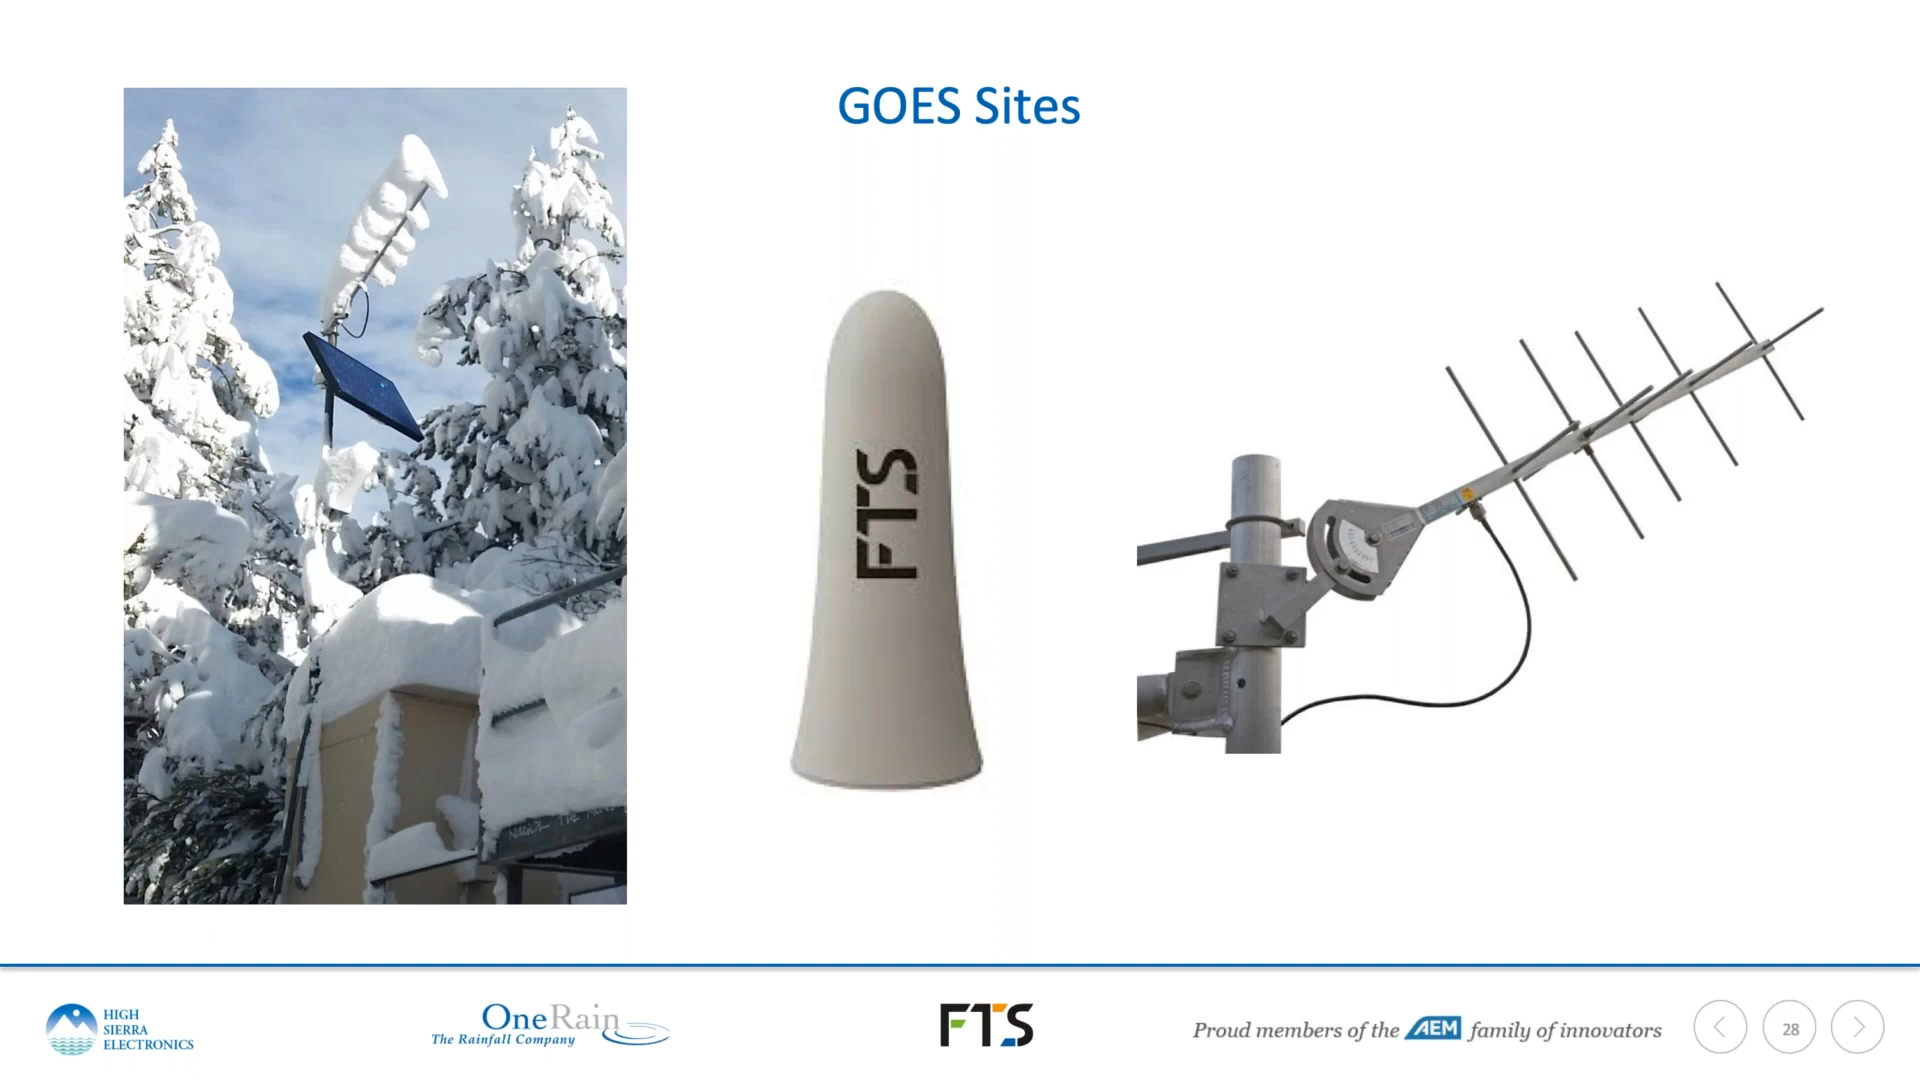 GOES Sites
FTS
HIGH
SIERRA
ELECTRONICS
OneRain
The Rainfall Company
FTS
Proud members of the AEM family of innovators
28